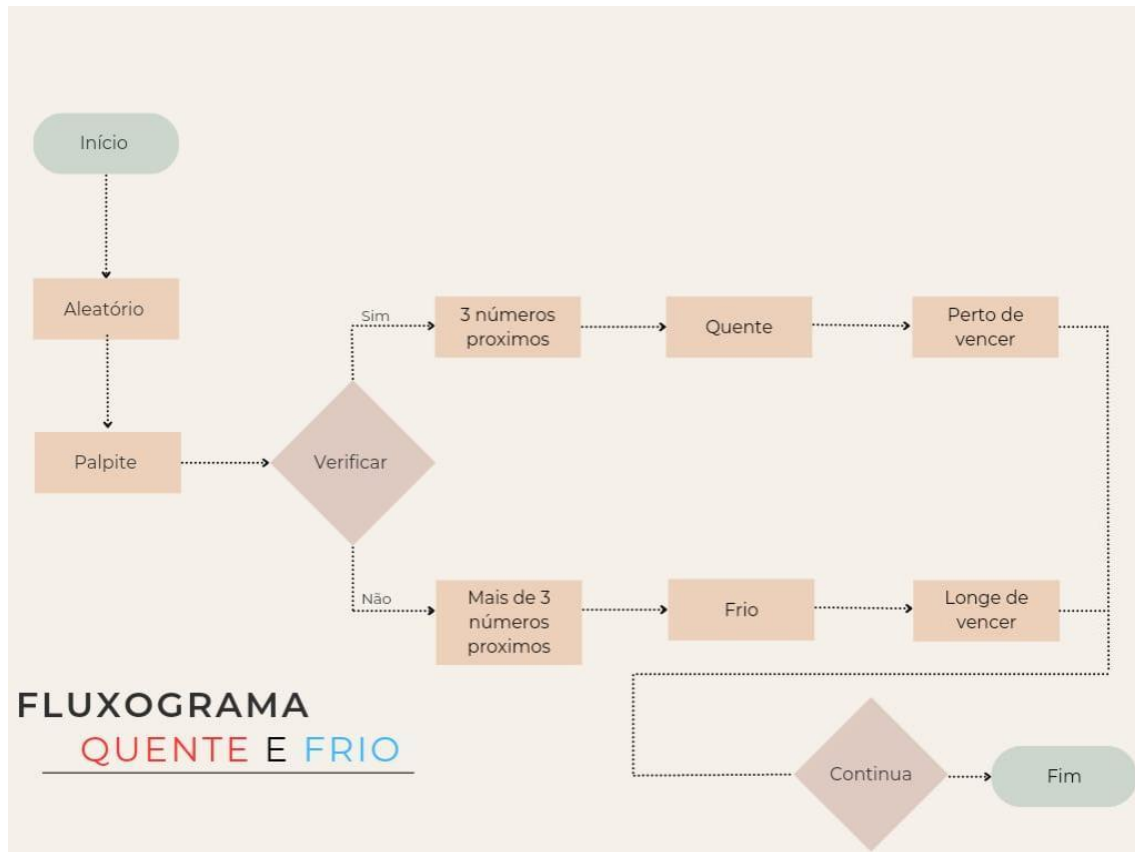 Início
Aleatório
Palpite
Verificar
Sim
3 números
proximos
Quente
Perto de
vencer
Não
Mais de 3
números
proximos
Frio
Longe de
vencer
FLUXOGRAMA
QUENTE E FRIO
Continua
Fim